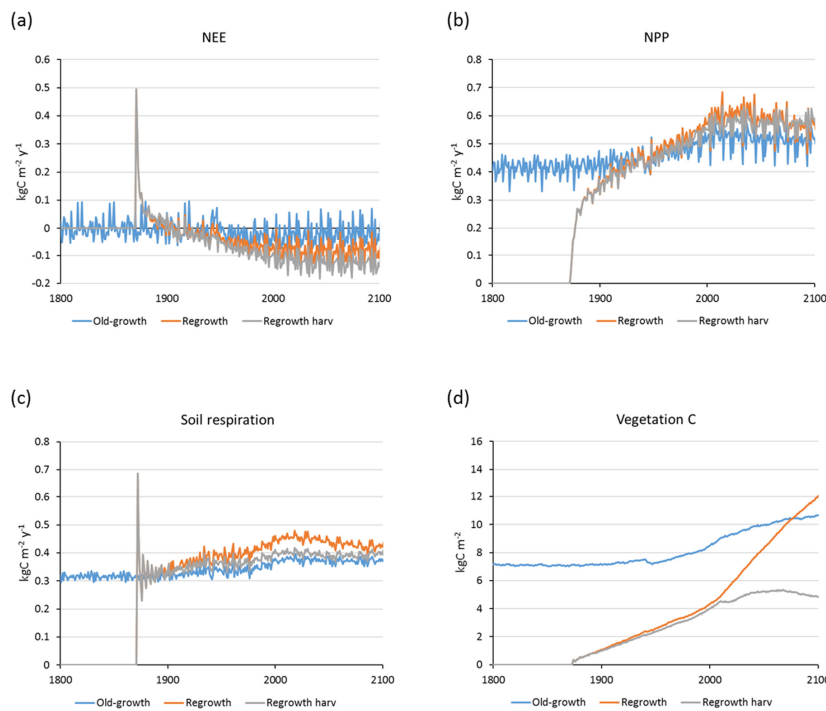 (a)
NEE
0.6
0.5
0.4
0.3
0.2
0.1
0
-0.1
-0.2
kgC m⁻² y⁻¹
1800 1900 2000 2100
Old-growth Regrowth Regrowth harv
(b)
NPP
0.8
0.7
0.6
0.5
0.4
0.3
0.2
0.1
0
kgC m⁻² y⁻¹
1800 1900 2000 2100
Old-growth Regrowth Regrowth harv
(c)
Soil respiration
0.8
0.7
0.6
0.5
0.4
0.3
0.2
0.1
0
kgC m⁻² y⁻¹
1800 1900 2000 2100
Old-growth Regrowth Regrowth harv
(d)
Vegetation C
16
14
12
10
8
6
4
2
0
kgC m⁻²
1800 1900 2000 2100
Old-growth Regrowth Regrowth harv